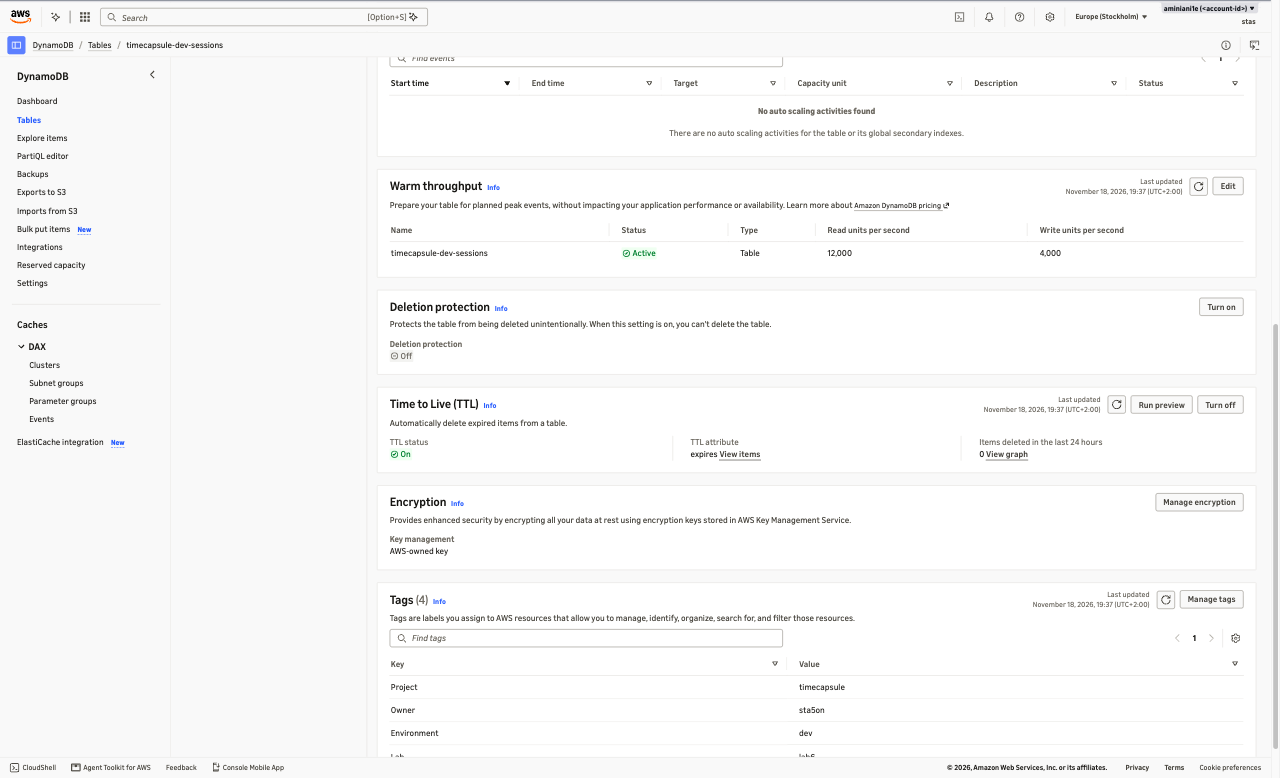 aws
Search [Option+S]
Europe (Stockholm)
aminiani1e (<account-id>)
stas
DynamoDB / Tables / timecapsule-dev-sessions
DynamoDB
Dashboard
Tables
Explore items
PartiQL editor
Backups
Exports to S3
Imports from S3
Bulk put items New
Integrations
Reserved capacity
Settings
Caches
DAX
Clusters
Subnet groups
Parameter groups
Events
ElastiCache integration New
Find events
1
Start time End time Target Capacity unit Description Status
No auto scaling activities found
There are no auto scaling activities for the table or its global secondary indexes.
Warm throughput Info
Last updated
November 18, 2026, 19:37 (UTC+2:00)
Edit
Prepare your table for planned peak events, without impacting your application performance or availability. Learn more about Amazon DynamoDB pricing
Name Status Type Read units per second Write units per second
timecapsule-dev-sessions Active Table 12,000 4,000
Deletion protection Info
Turn on
Protects the table from being deleted unintentionally. When this setting is on, you can't delete the table.
Deletion protection
Off
Time to Live (TTL) Info
Last updated
November 18, 2026, 19:37 (UTC+2:00)
Run preview
Turn off
Automatically delete expired items from a table.
TTL status TTL attribute Items deleted in the last 24 hours
On expires View items 0 View graph
Encryption Info
Manage encryption
Provides enhanced security by encrypting all your data at rest using encryption keys stored in AWS Key Management Service.
Key management
AWS-owned key
Tags (4) Info
Last updated
November 18, 2026, 19:37 (UTC+2:00)
Manage tags
Tags are labels you assign to AWS resources that allow you to manage, identify, organize, search for, and filter those resources.
Find tags
1
Key Value
Project timecapsule
Owner sta5on
Environment dev
Lab lab6
CloudShell Agent Toolkit for AWS Feedback Console Mobile App
© 2026, Amazon Web Services, Inc. or its affiliates. Privacy Terms Cookie preferences